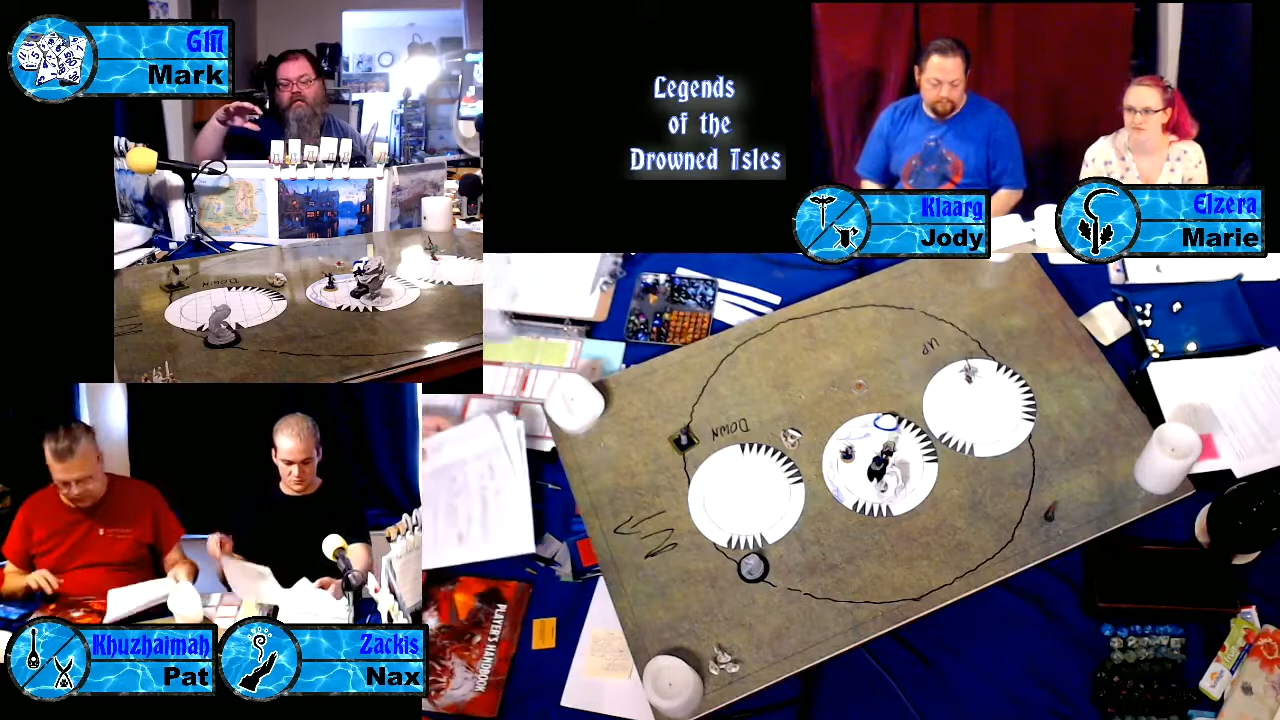 GM
Mark
Legends
of the
Drowned Isles
Klaarg
Jody
Elzera
Marie
DOWN
UP
DOWN
PLAYER'S HANDBOOK
Khuzhaimah
Pat
Zackis
Nax